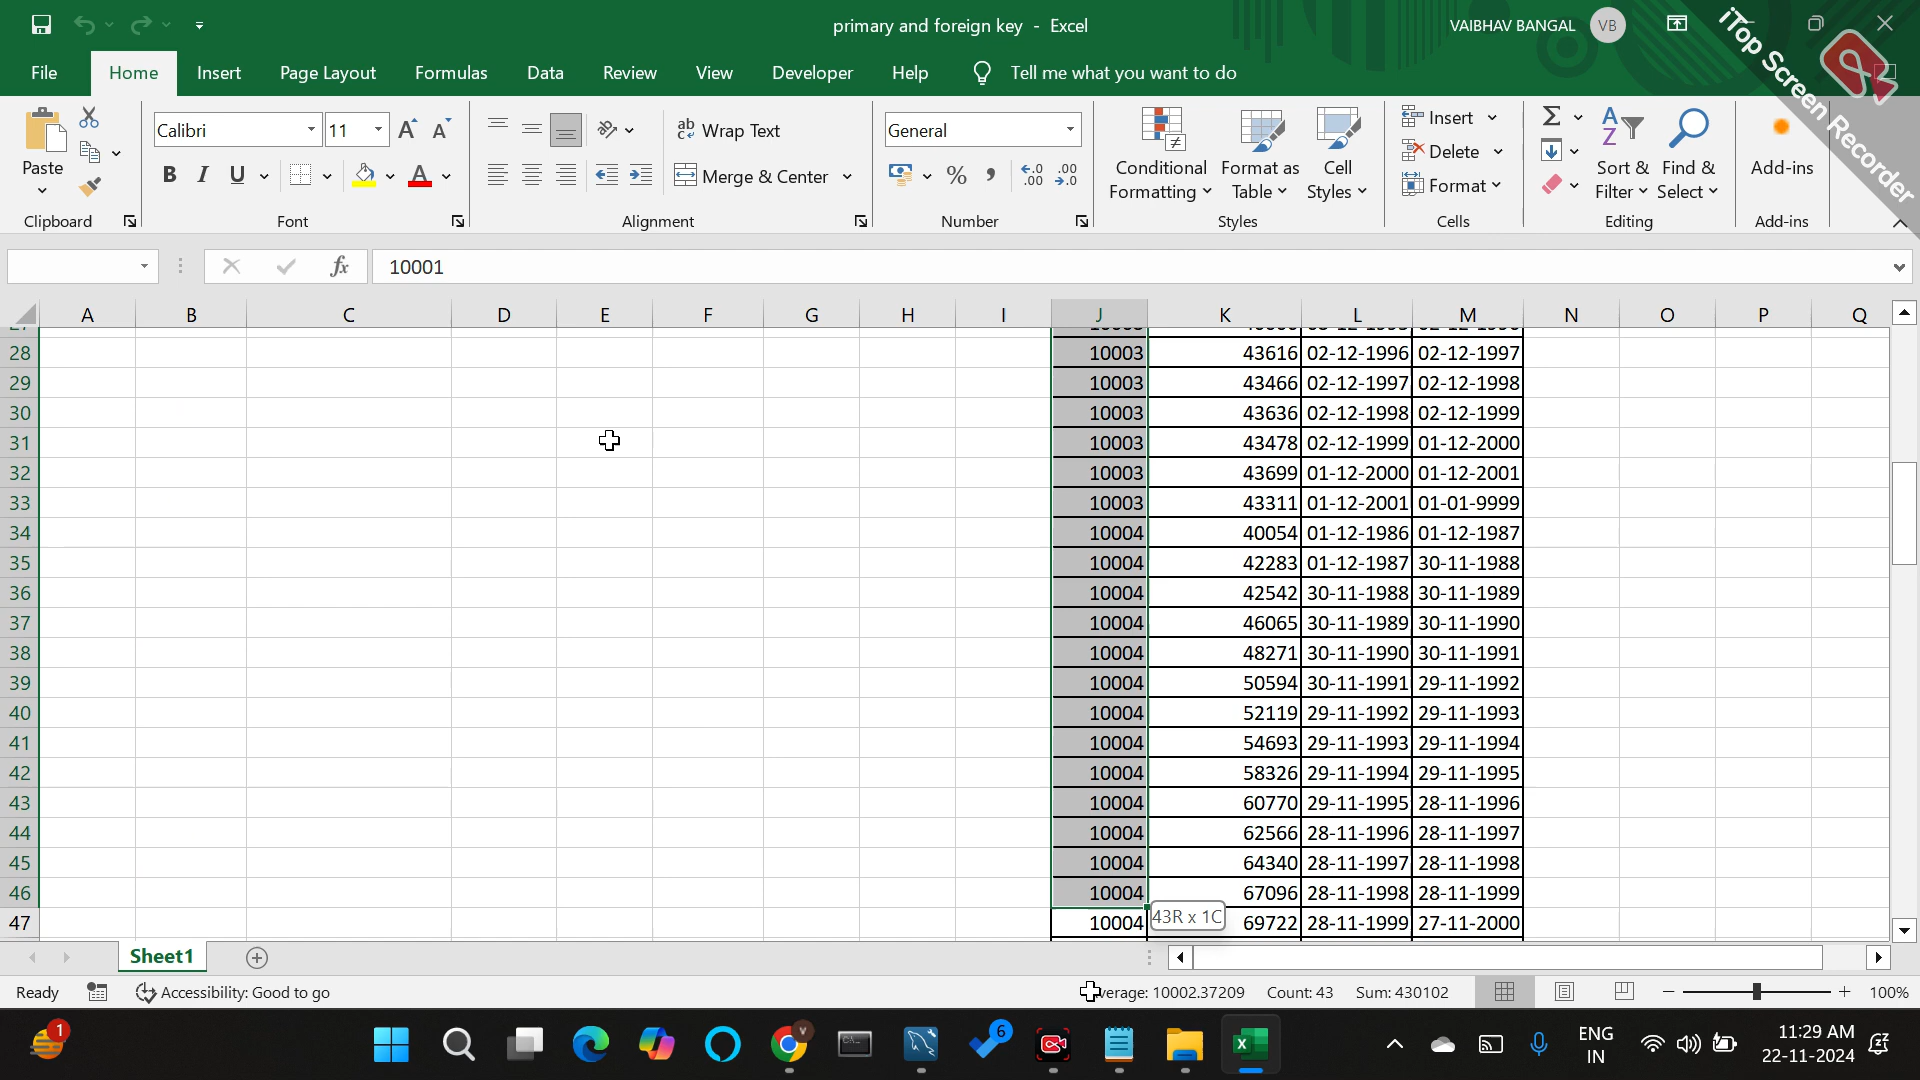 primary and foreign key - Excel
VAIBHAV BANGAL VB
iTop Screen Recorder
File Home Insert Page Layout Formulas Data Review View Developer Help Tell me what you want to do
Calibri 11 ab Wrap Text General Insert Σ
Paste Conditional Format as Cell Delete Sort & Find & Add-ins
B I U A Merge & Center % Formatting Table Styles Format Filter Select
Clipboard Font Alignment Number Styles Cells Editing Add-ins
fx 10001
A B C D E F G H I J K L M N O P Q
28 10003 43616 02-12-1996 02-12-1997
29 10003 43466 02-12-1997 02-12-1998
30 10003 43636 02-12-1998 02-12-1999
31 10003 43478 02-12-1999 01-12-2000
32 10003 43699 01-12-2000 01-12-2001
33 10003 43311 01-12-2001 01-01-9999
34 10004 40054 01-12-1986 01-12-1987
35 10004 42283 01-12-1987 30-11-1988
36 10004 42542 30-11-1988 30-11-1989
37 10004 46065 30-11-1989 30-11-1990
38 10004 48271 30-11-1990 30-11-1991
39 10004 50594 30-11-1991 29-11-1992
40 10004 52119 29-11-1992 29-11-1993
41 10004 54693 29-11-1993 29-11-1994
42 10004 58326 29-11-1994 29-11-1995
43 10004 60770 29-11-1995 28-11-1996
44 10004 62566 28-11-1996 28-11-1997
45 10004 64340 28-11-1997 28-11-1998
46 10004 67096 28-11-1998 28-11-1999
47 10004 43R x 1C 69722 28-11-1999 27-11-2000
Sheet1
Ready Accessibility: Good to go verage: 10002.37209 Count: 43 Sum: 430102 100%
1 V 6 ENG IN 11:29 AM
22-11-2024